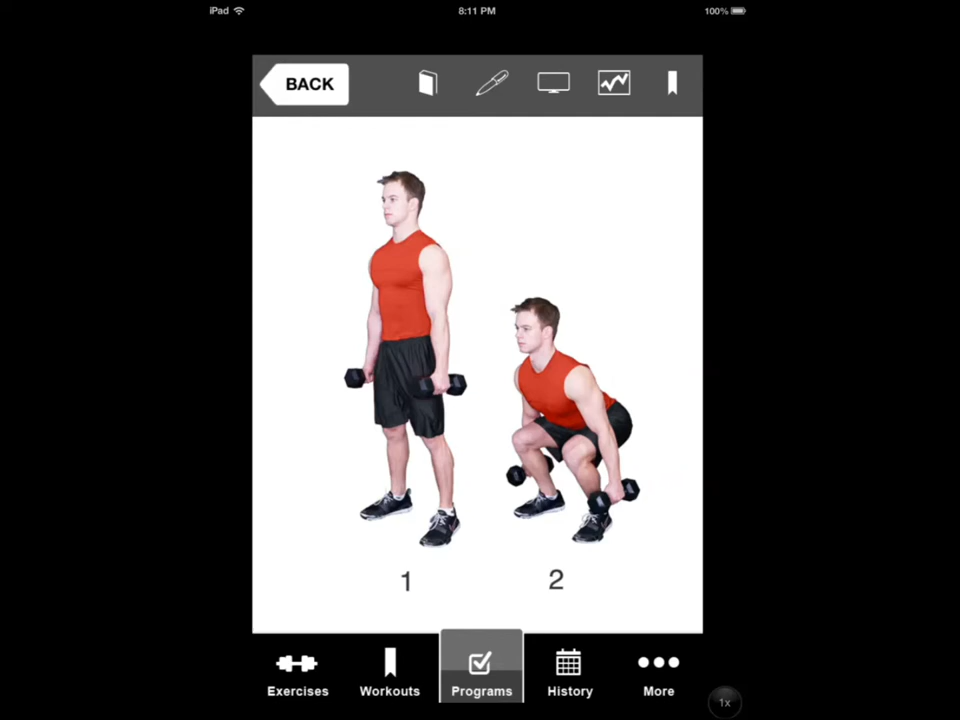 iPad 8:11 PM 100%
BACK
1 2
Exercises Workouts Programs History More
1x